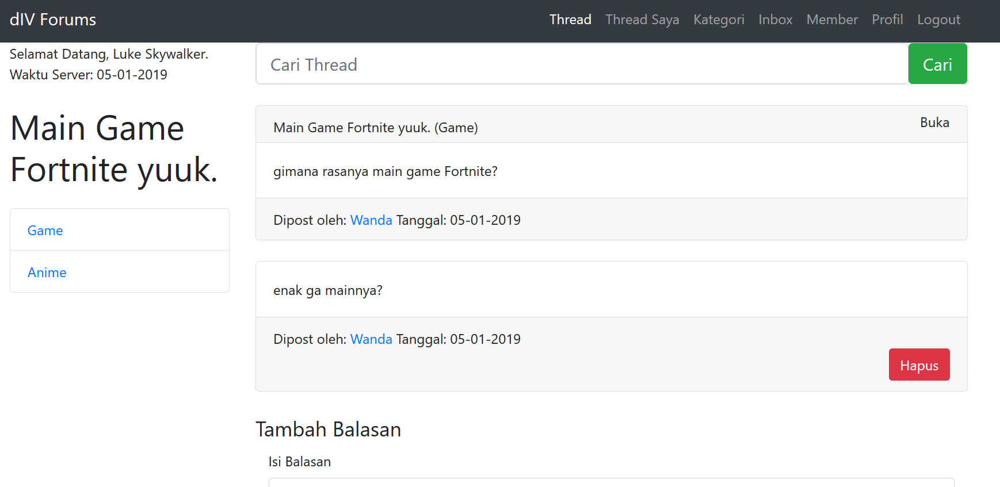 dIV Forums
Thread Thread Saya Kategori Inbox Member Profil Logout
Selamat Datang, Luke Skywalker.
Waktu Server: 05-01-2019
Main Game
Fortnite yuuk.
Game
Anime
Cari Thread
Cari
Main Game Fortnite yuuk. (Game)
Buka
gimana rasanya main game Fortnite?
Dipost oleh: Wanda Tanggal: 05-01-2019
enak ga mainnya?
Dipost oleh: Wanda Tanggal: 05-01-2019
Hapus
Tambah Balasan
Isi Balasan